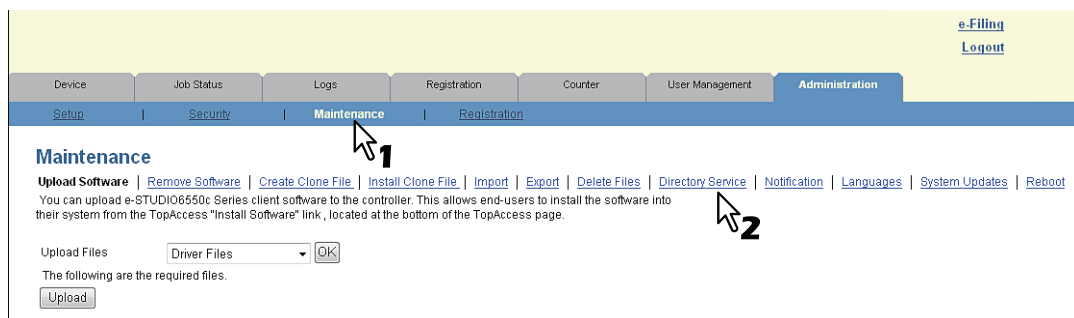 e-Filing
Logout
Device Job Status Logs Registration Counter User Management Administration
Setup | Security | Maintenance | Registration
1
Maintenance
Upload Software | Remove Software | Create Clone File | Install Clone File | Import | Export | Delete Files | Directory Service | Notification | Languages | System Updates | Reboot
You can upload e-STUDIO6550c Series client software to the controller. This allows end-users to install the software into
their system from the TopAccess "Install Software" link , located at the bottom of the TopAccess page.
2
Upload Files Driver Files OK
The following are the required files.
Upload